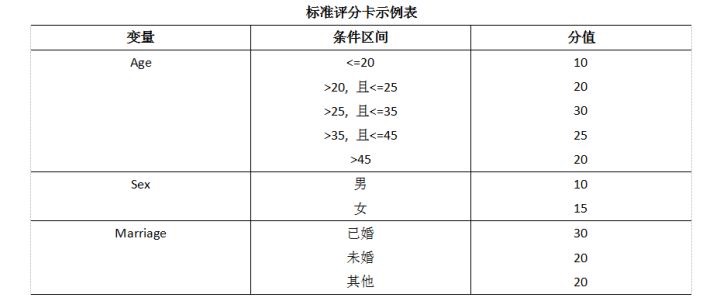 标准评分卡示例表
变量 条件区间 分值
Age <=20 10
>20，且<=25 20
>25，且<=35 30
>35，且<=45 25
>45 20
Sex 男 10
女 15
Marriage 已婚 30
未婚 20
其他 20